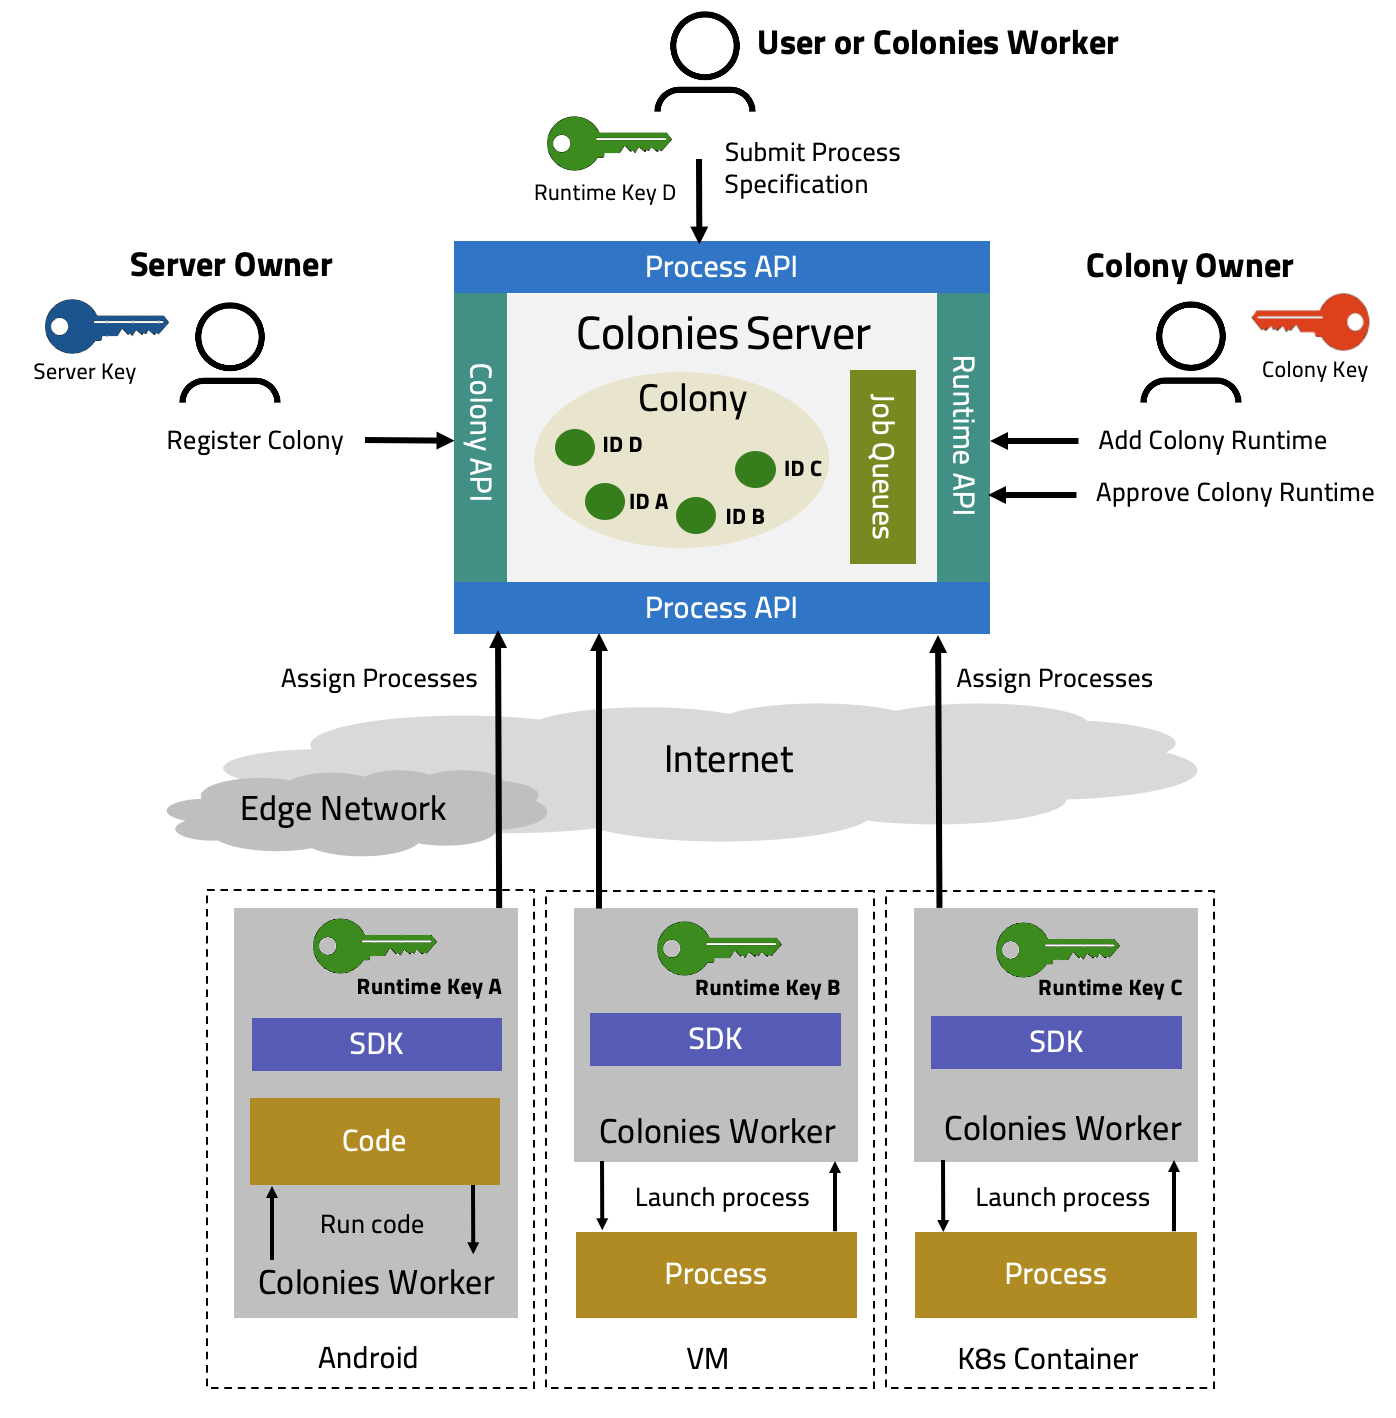 User or Colonies Worker
Submit Process
Specification
Runtime Key D
Server Owner
Server Key
Register Colony
Colony Owner
Colony Key
Add Colony Runtime
Approve Colony Runtime
Process API
Colonies Server
Colony API
Colony
ID D
ID C
ID A
ID B
Job Queues
Runtime API
Process API
Assign Processes
Assign Processes
Internet
Edge Network
Runtime Key A
SDK
Code
Run code
Colonies Worker
Android
Runtime Key B
SDK
Colonies Worker
Launch process
Process
VM
Runtime Key C
SDK
Colonies Worker
Launch process
Process
K8s Container